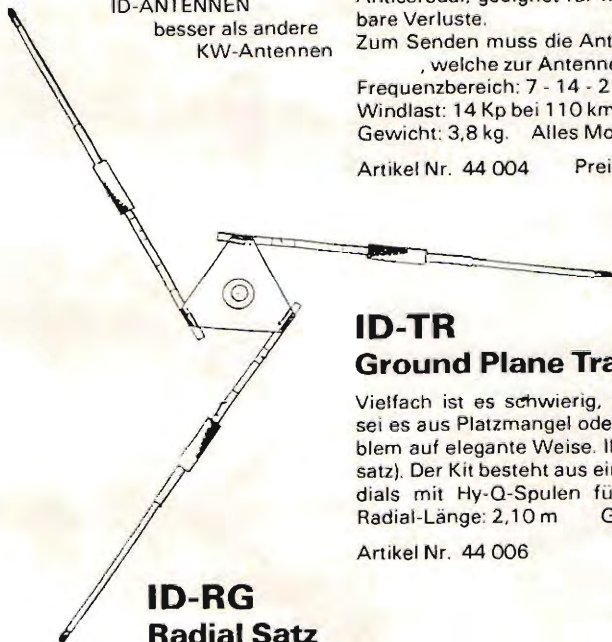 ID-ANTENNEN
besser als andere
KW-Antennen
bare Verluste.
Zum Senden muss die Ant
, welche zur Antenne
Frequenzbereich: 7 - 14 - 2
Windlast: 14 Kp bei 110 km
Gewicht: 3,8 kg. Alles Mo
Artikel Nr. 44 004 Prei
ID-TR
Ground Plane Tra
Vielfach ist es schwierig,
sei es aus Platzmangel ode
blem auf elegante Weise. I
satz). Der Kit besteht aus ei
dials mit Hy-Q-Spulen fü
Radial-Länge: 2,10 m G
Artikel Nr. 44 006
ID-RG
Radial Satz